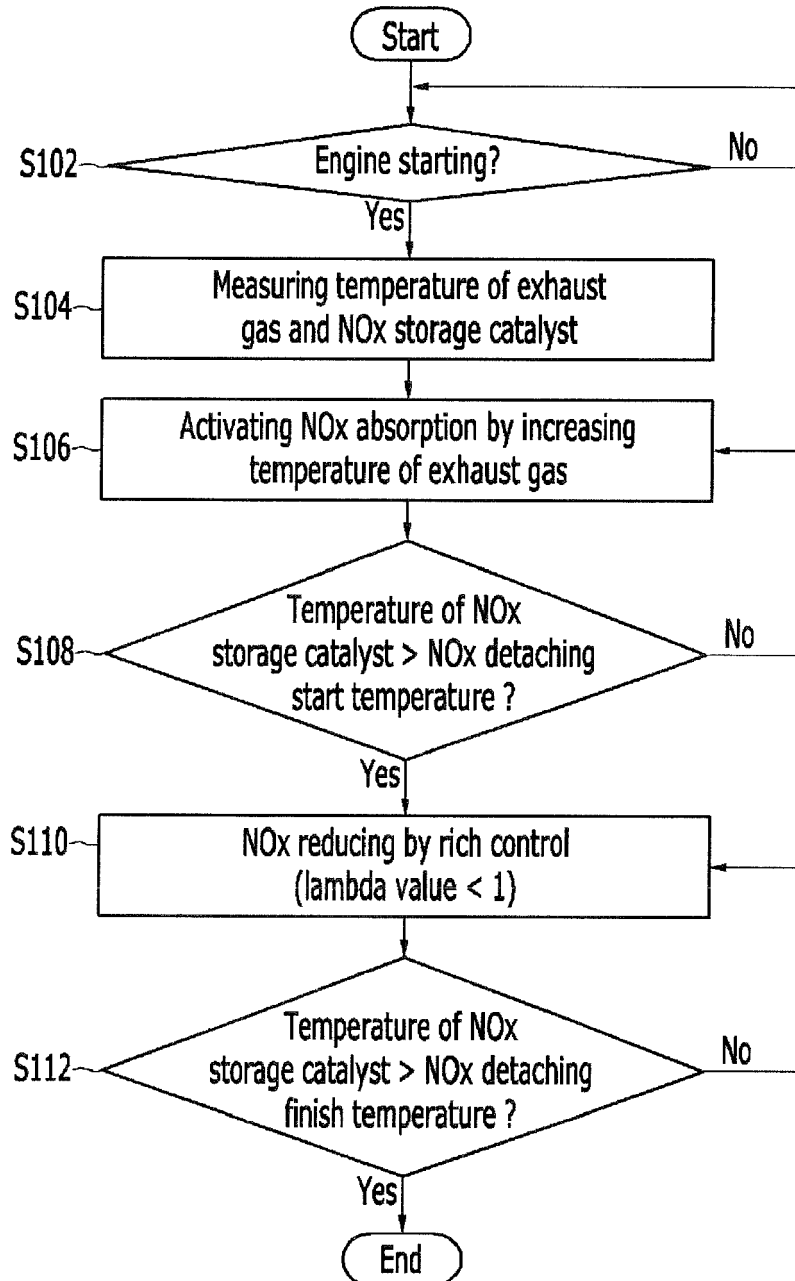 Start
S102
Engine starting?
No
Yes
S104
Measuring temperature of exhaust
gas and NOx storage catalyst
S106
Activating NOx absorption by increasing
temperature of exhaust gas
S108
Temperature of NOx
storage catalyst > NOx detaching
start temperature ?
No
Yes
S110
NOx reducing by rich control
(lambda value < 1)
S112
Temperature of NOx
storage catalyst > NOx detaching
finish temperature ?
No
Yes
End